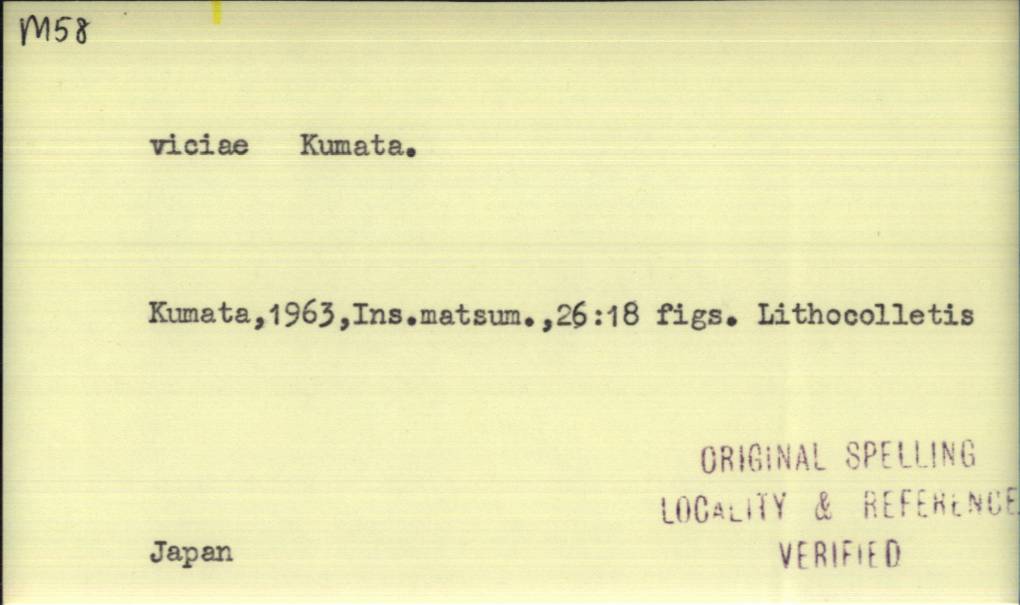 M58
viciae Kumata.
Kumata,1963,Ins.matsum.,26:18 figs. Lithocolletis
ORIGINAL SPELLING
LOCALITY & REFERENCE
Japan VERIFIED